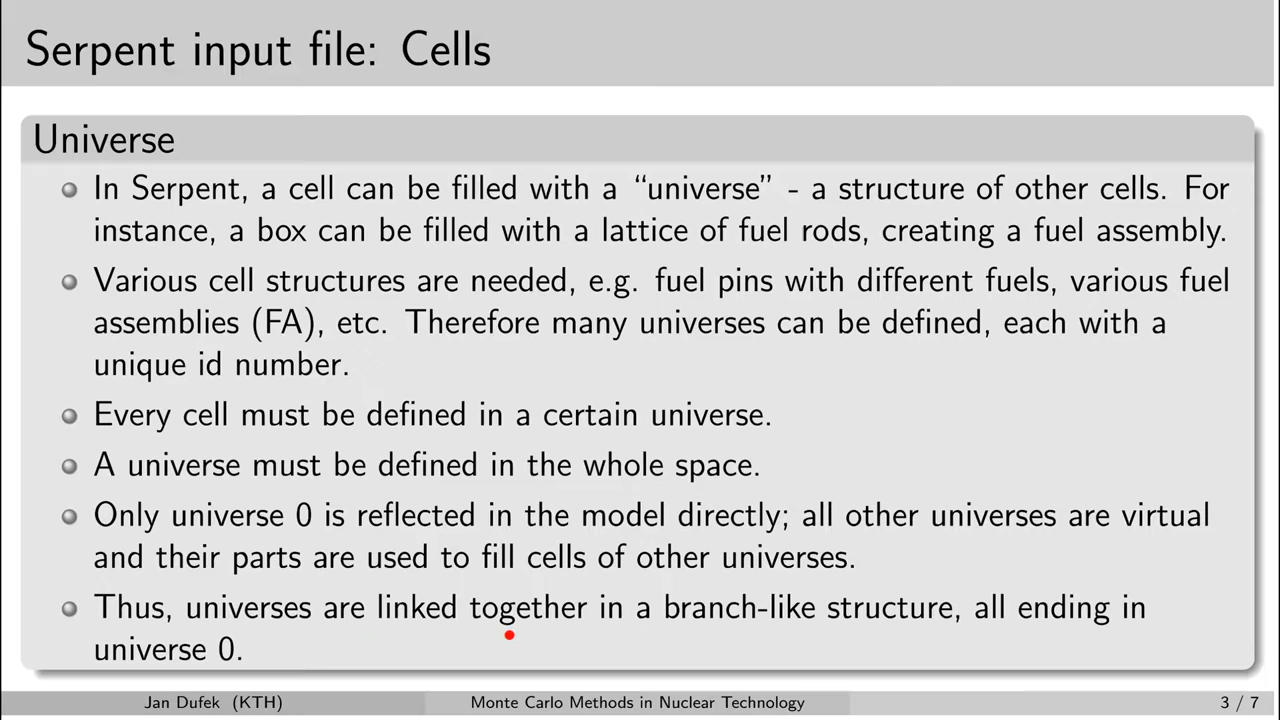 Serpent input file: Cells
Universe
In Serpent, a cell can be filled with a “universe” - a structure of other cells. For
instance, a box can be filled with a lattice of fuel rods, creating a fuel assembly.
Various cell structures are needed, e.g. fuel pins with different fuels, various fuel
assemblies (FA), etc. Therefore many universes can be defined, each with a
unique id number.
Every cell must be defined in a certain universe.
A universe must be defined in the whole space.
Only universe 0 is reflected in the model directly; all other universes are virtual
and their parts are used to fill cells of other universes.
Thus, universes are linked together in a branch-like structure, all ending in
universe 0.
Jan Dufek (KTH) Monte Carlo Methods in Nuclear Technology 3 / 7